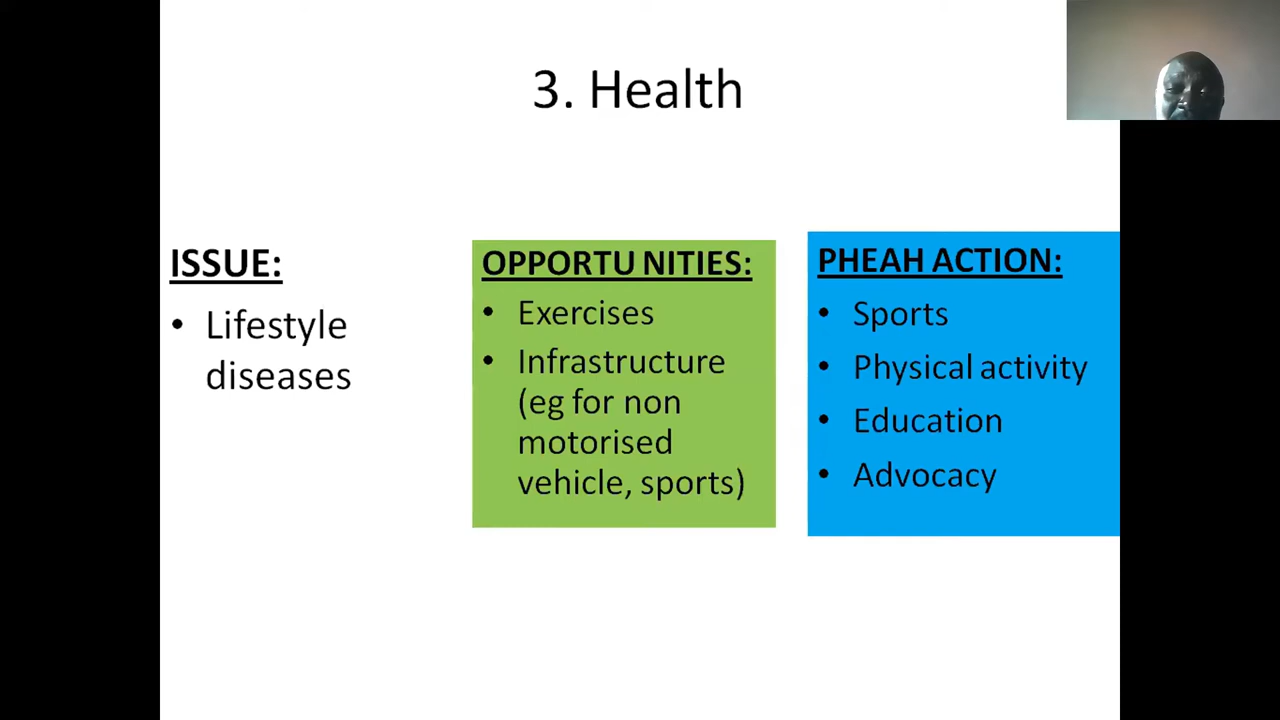 3. Health
ISSUE:
• Lifestyle
diseases
OPPORTU NITIES:
• Exercises
• Infrastructure
(eg for non
motorised
vehicle, sports)
PHEAH ACTION:
• Sports
• Physical activity
• Education
• Advocacy